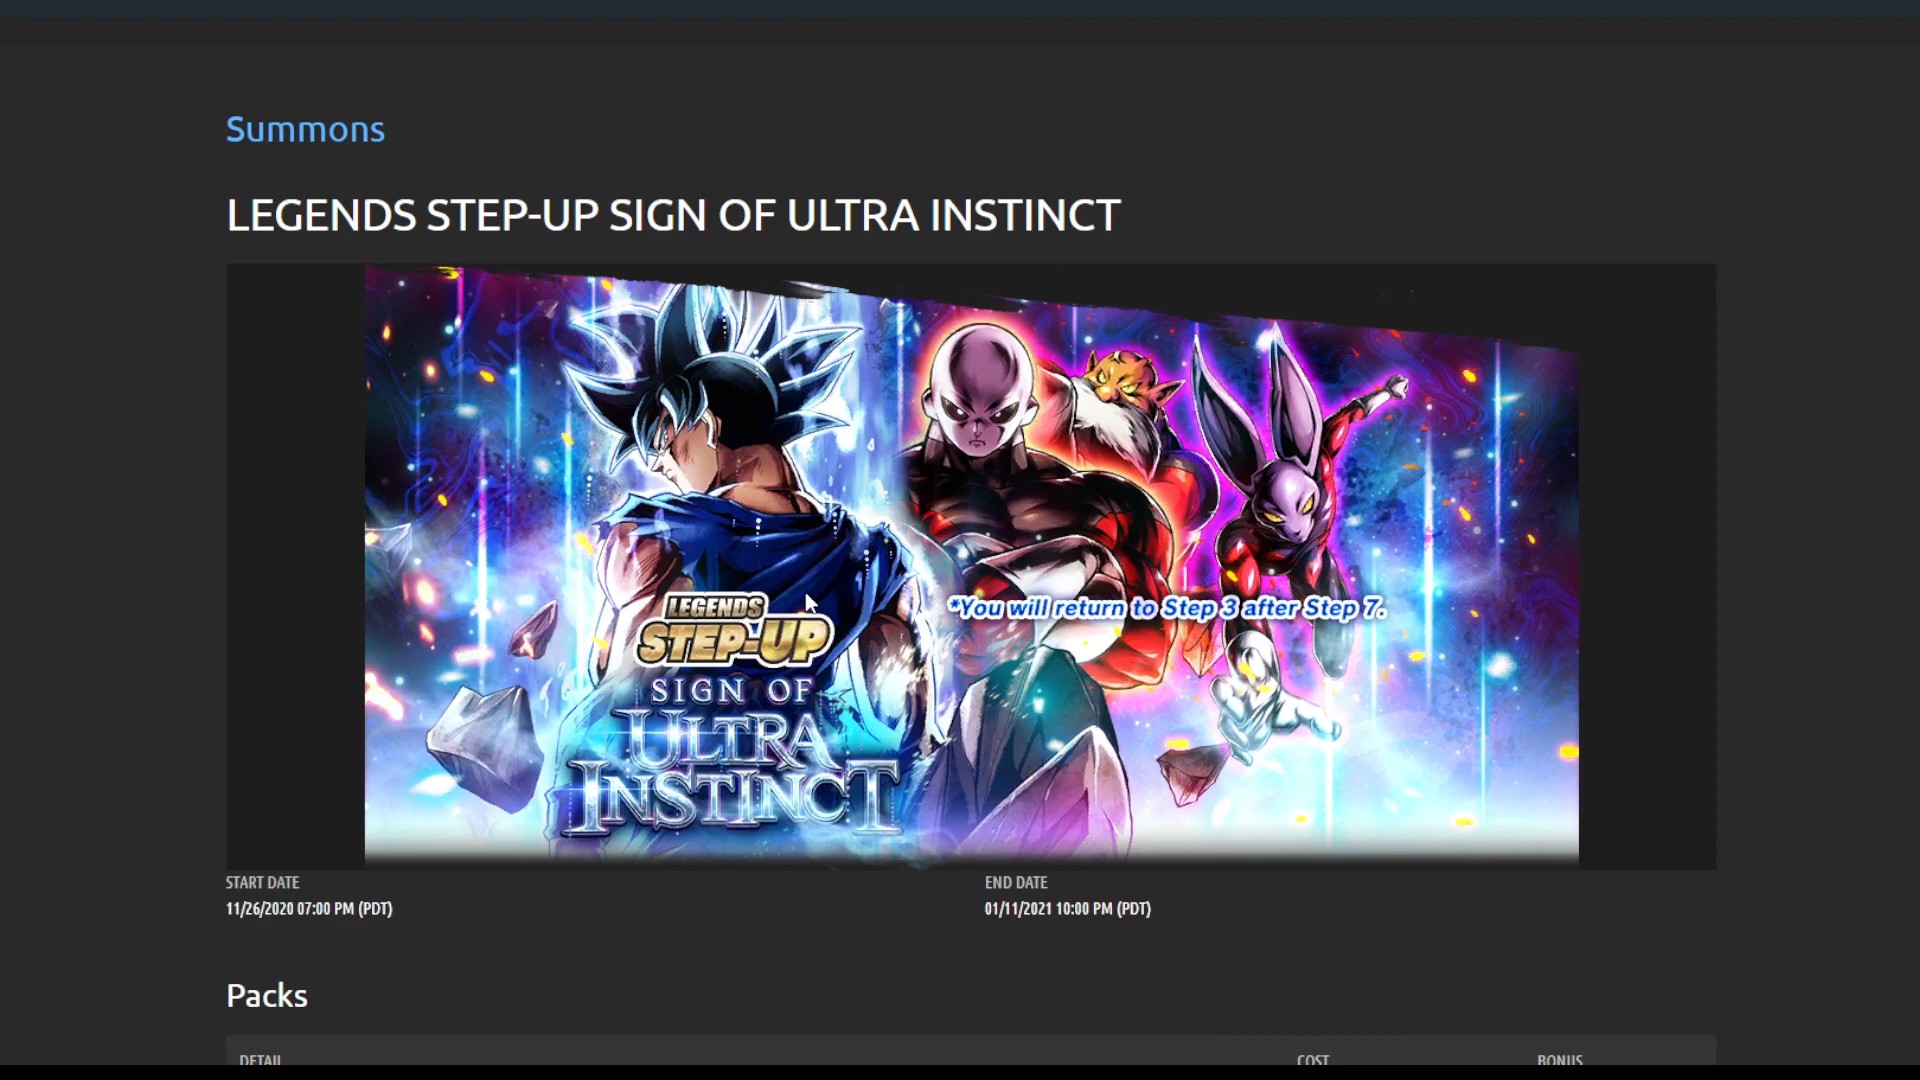 Summons
LEGENDS STEP-UP SIGN OF ULTRA INSTINCT
LEGENDS
STEP-UP
SIGN OF
ULTRA
INSTINCT
*You will return to Step 3 after Step 7.
START DATE
11/26/2020 07:00 PM (PDT)
END DATE
01/11/2021 10:00 PM (PDT)
Packs
DETAIL
COST
BONUS